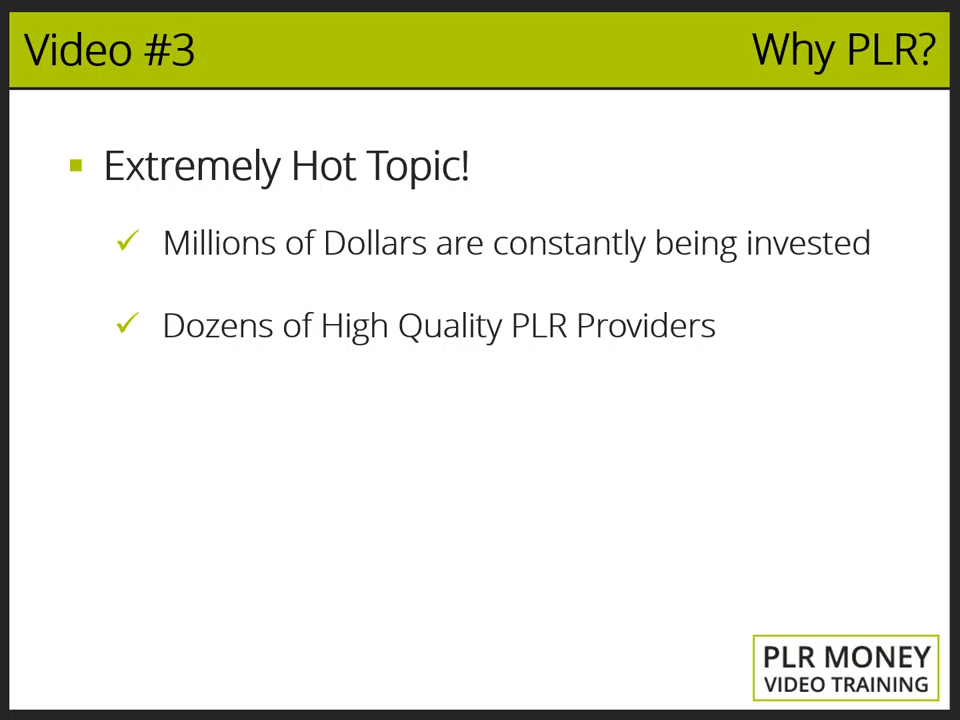 Video #3
Why PLR?
Extremely Hot Topic!
Millions of Dollars are constantly being invested
Dozens of High Quality PLR Providers
PLR MONEY
VIDEO TRAINING